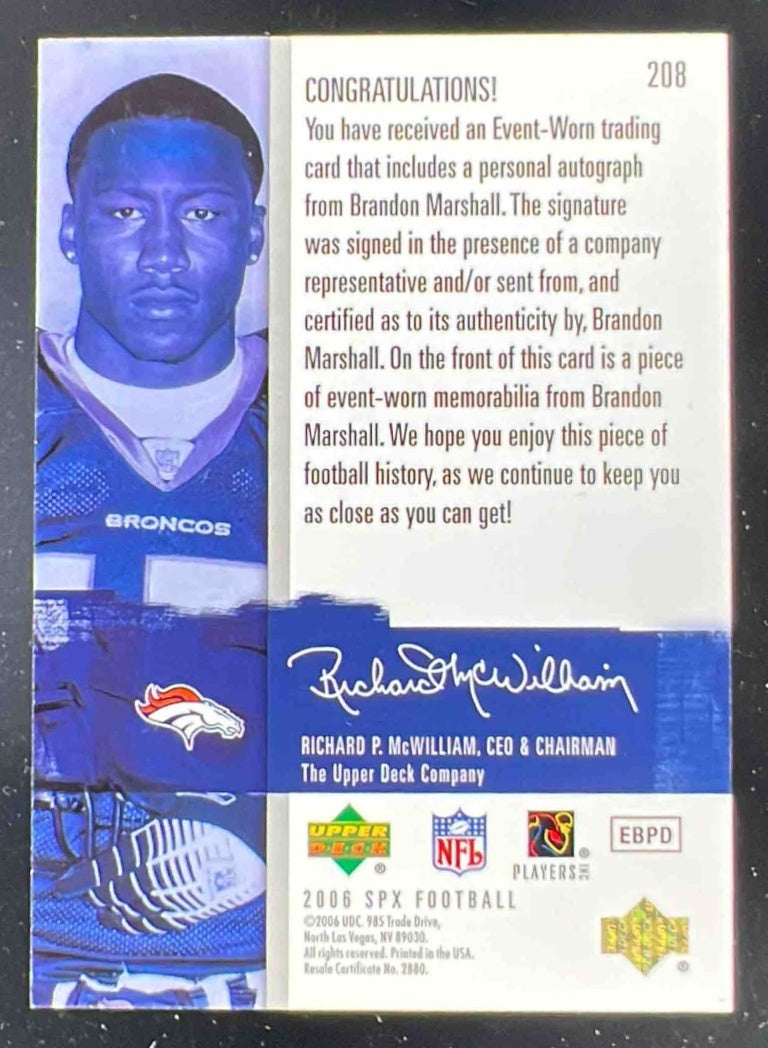 208
CONGRATULATIONS!
You have received an Event-Worn trading
card that includes a personal autograph
from Brandon Marshall. The signature
was signed in the presence of a company
representative and/or sent from, and
certified as to its authenticity by, Brandon
Marshall. On the front of this card is a piece
of event-worn memorabilia from Brandon
Marshall. We hope you enjoy this piece of
football history, as we continue to keep you
as close as you can get!
BRONCOS
Richard McWilliam
RICHARD P. McWILLIAM, CEO & CHAIRMAN
The Upper Deck Company
UPPER
DECK
®
NFL
PLAYERS INC
®
EBPD
2006 SPX FOOTBALL
©2006 UDC. 985 Trade Drive,
North Las Vegas, NV 89030.
All rights reserved. Printed in the USA.
Resale Certificate No. 2880.
®